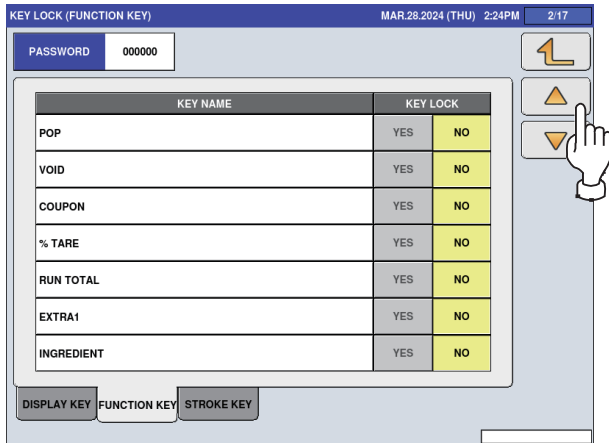 KEY LOCK (FUNCTION KEY) MAR.28.2024 (THU) 2:24PM 2/17
PASSWORD 000000
KEY NAME KEY LOCK
POP YES NO
VOID YES NO
COUPON YES NO
% TARE YES NO
RUN TOTAL YES NO
EXTRA1 YES NO
INGREDIENT YES NO
DISPLAY KEY FUNCTION KEY STROKE KEY